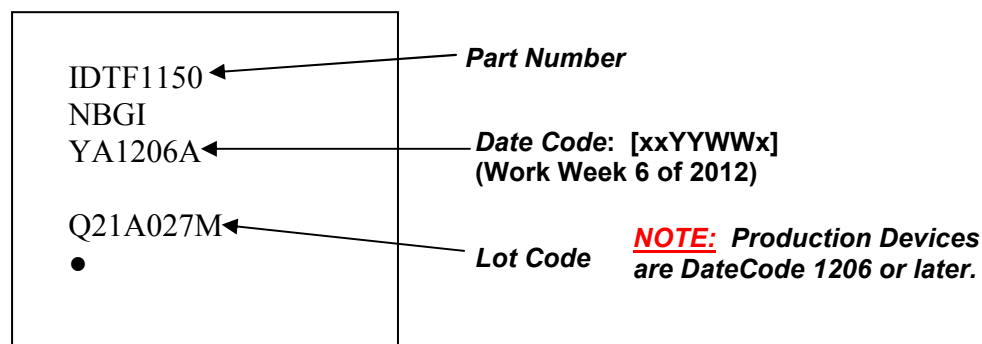 IDTF1150
NBGI
YA1206A
Q21A027M
●
Part Number
Date Code: [xxYYWWx]
(Work Week 6 of 2012)
Lot Code
NOTE: Production Devices
are DateCode 1206 or later.